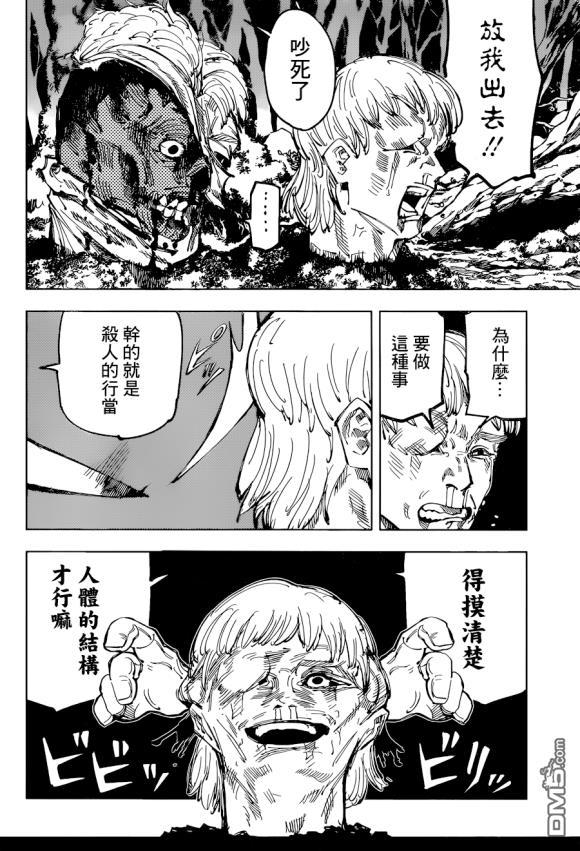 放我出去!!
吵死了
……
為什麼…
要做
這種事
幹的就是
殺人的行當
得摸清楚
人體的結構
才行嘛
ビリッ
ビビッ
DM5.com